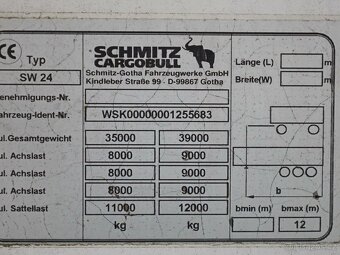 SCHMITZ
CARGOBULL
Schmitz-Gotha Fahrzeugwerke GmbH
Kindleber Straße 99 - D-99867 Gotha
CE Typ
SW 24
enehmigungs-Nr.
ahrzeug-Ident-Nr. WSK00000001255683
ul. Gesamtgewicht 35000 39000
ul. Achslast 8000 9000
ul. Achslast 8000 9000
ul. Achslast 8000 9000
ul. Sattellast 11000 12000
kg kg
Länge (L) m
Breite(W) m
b
bmin (m) bmax (m)
12